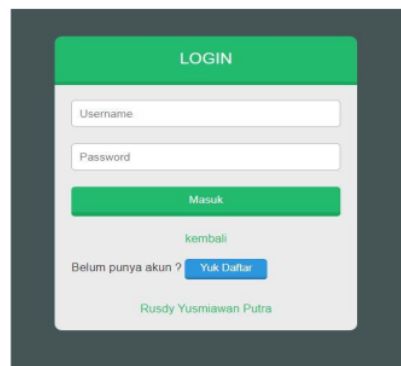 LOGIN
Username
Password
Masuk
kembali
Belum punya akun ? Yuk Daftar
Rusdy Yusmiawan Putra